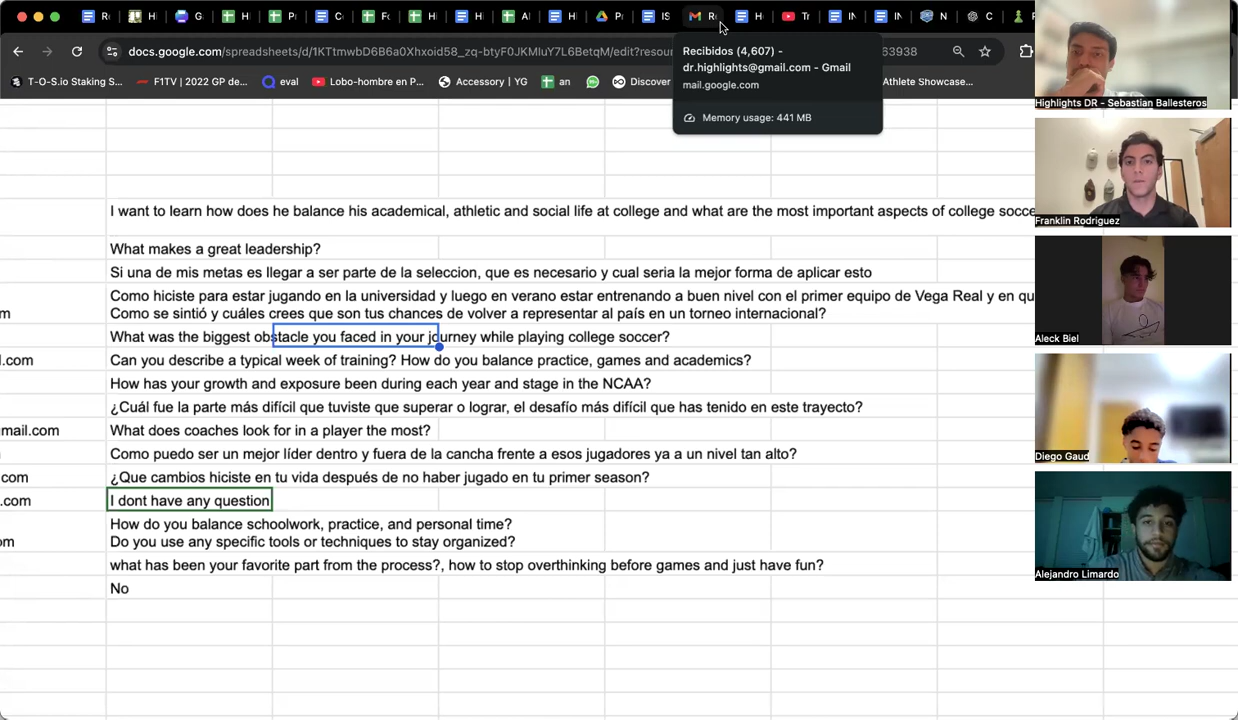 R
H
G
H
P
C
F
H
H
A
H
P
IS
R
H
Tr
IN
IN
N
C
P
docs.google.com/spreadsheets/d/1KTtmwbD6B6a0Xhxoid58_zq-btyF0JKMluY7L6BetqM/edit?resou
63938
T-O-S.io Staking S...
F1TV | 2022 GP de...
eval
Lobo-hombre en P...
Accessory | YG
an
Discover
Athlete Showcase...
Recibidos (4,607) -
dr.highlights@gmail.com - Gmail
mail.google.com
Memory usage: 441 MB
I want to learn how does he balance his academical, athletic and social life at college and what are the most important aspects of college socce
What makes a great leadership?
Si una de mis metas es llegar a ser parte de la seleccion, que es necesario y cual seria la mejor forma de aplicar esto
Como hiciste para estar jugando en la universidad y luego en verano estar entrenando a buen nivel con el primer equipo de Vega Real y en qu
m Como se sintió y cuáles crees que son tus chances de volver a representar al país en un torneo internacional?
What was the biggest obstacle you faced in your journey while playing college soccer?
l.com Can you describe a typical week of training? How do you balance practice, games and academics?
How has your growth and exposure been during each year and stage in the NCAA?
¿Cuál fue la parte más difícil que tuviste que superar o lograr, el desafío más difícil que has tenido en este trayecto?
mail.com What does coaches look for in a player the most?
Como puedo ser un mejor líder dentro y fuera de la cancha frente a esos jugadores ya a un nivel tan alto?
com ¿Que cambios hiciste en tu vida después de no haber jugado en tu primer season?
.com I dont have any question
How do you balance schoolwork, practice, and personal time?
om Do you use any specific tools or techniques to stay organized?
what has been your favorite part from the process?, how to stop overthinking before games and just have fun?
No
Highlights DR - Sebastian Ballesteros
Franklin Rodriguez
Aleck Biel
Diego Gaud
Alejandro Limardo